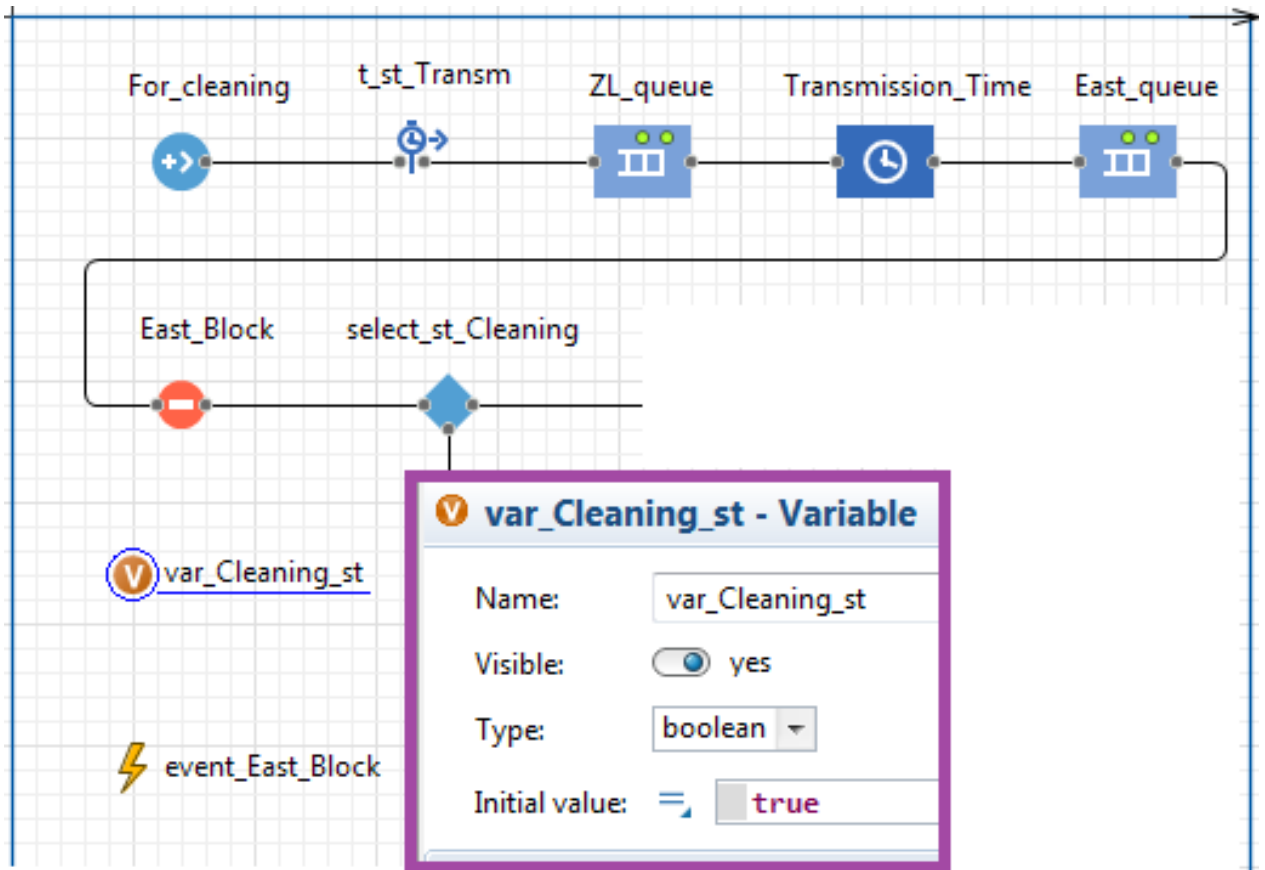 For_cleaning
t_st_Transm
ZL_queue
Transmission_Time
East_queue
East_Block
select_st_Cleaning
var_Cleaning_st
event_East_Block
V var_Cleaning_st - Variable
Name: var_Cleaning_st
Visible: yes
Type: boolean
Initial value: true